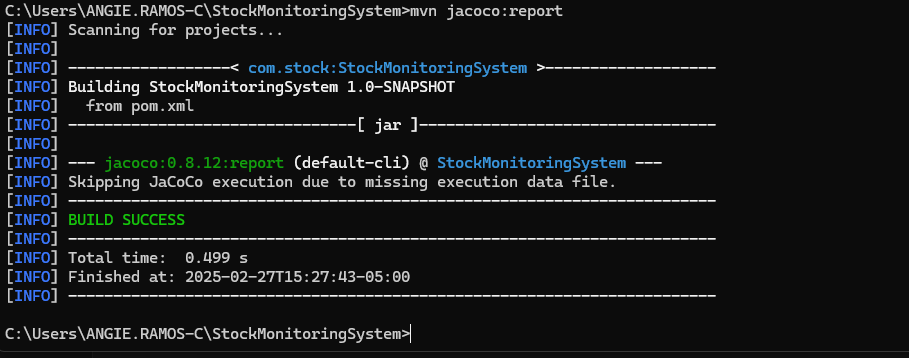 C:\Users\ANGIE.RAMOS-C\StockMonitoringSystem>mvn jacoco:report
[INFO] Scanning for projects...
[INFO]
[INFO] ------------------< com.stock:StockMonitoringSystem >-------------------
[INFO] Building StockMonitoringSystem 1.0-SNAPSHOT
[INFO]   from pom.xml
[INFO] --------------------------------[ jar ]---------------------------------
[INFO]
[INFO] --- jacoco:0.8.12:report (default-cli) @ StockMonitoringSystem ---
[INFO] Skipping JaCoCo execution due to missing execution data file.
[INFO] ------------------------------------------------------------------------
[INFO] BUILD SUCCESS
[INFO] ------------------------------------------------------------------------
[INFO] Total time:  0.499 s
[INFO] Finished at: 2025-02-27T15:27:43-05:00
[INFO] ------------------------------------------------------------------------
C:\Users\ANGIE.RAMOS-C\StockMonitoringSystem>